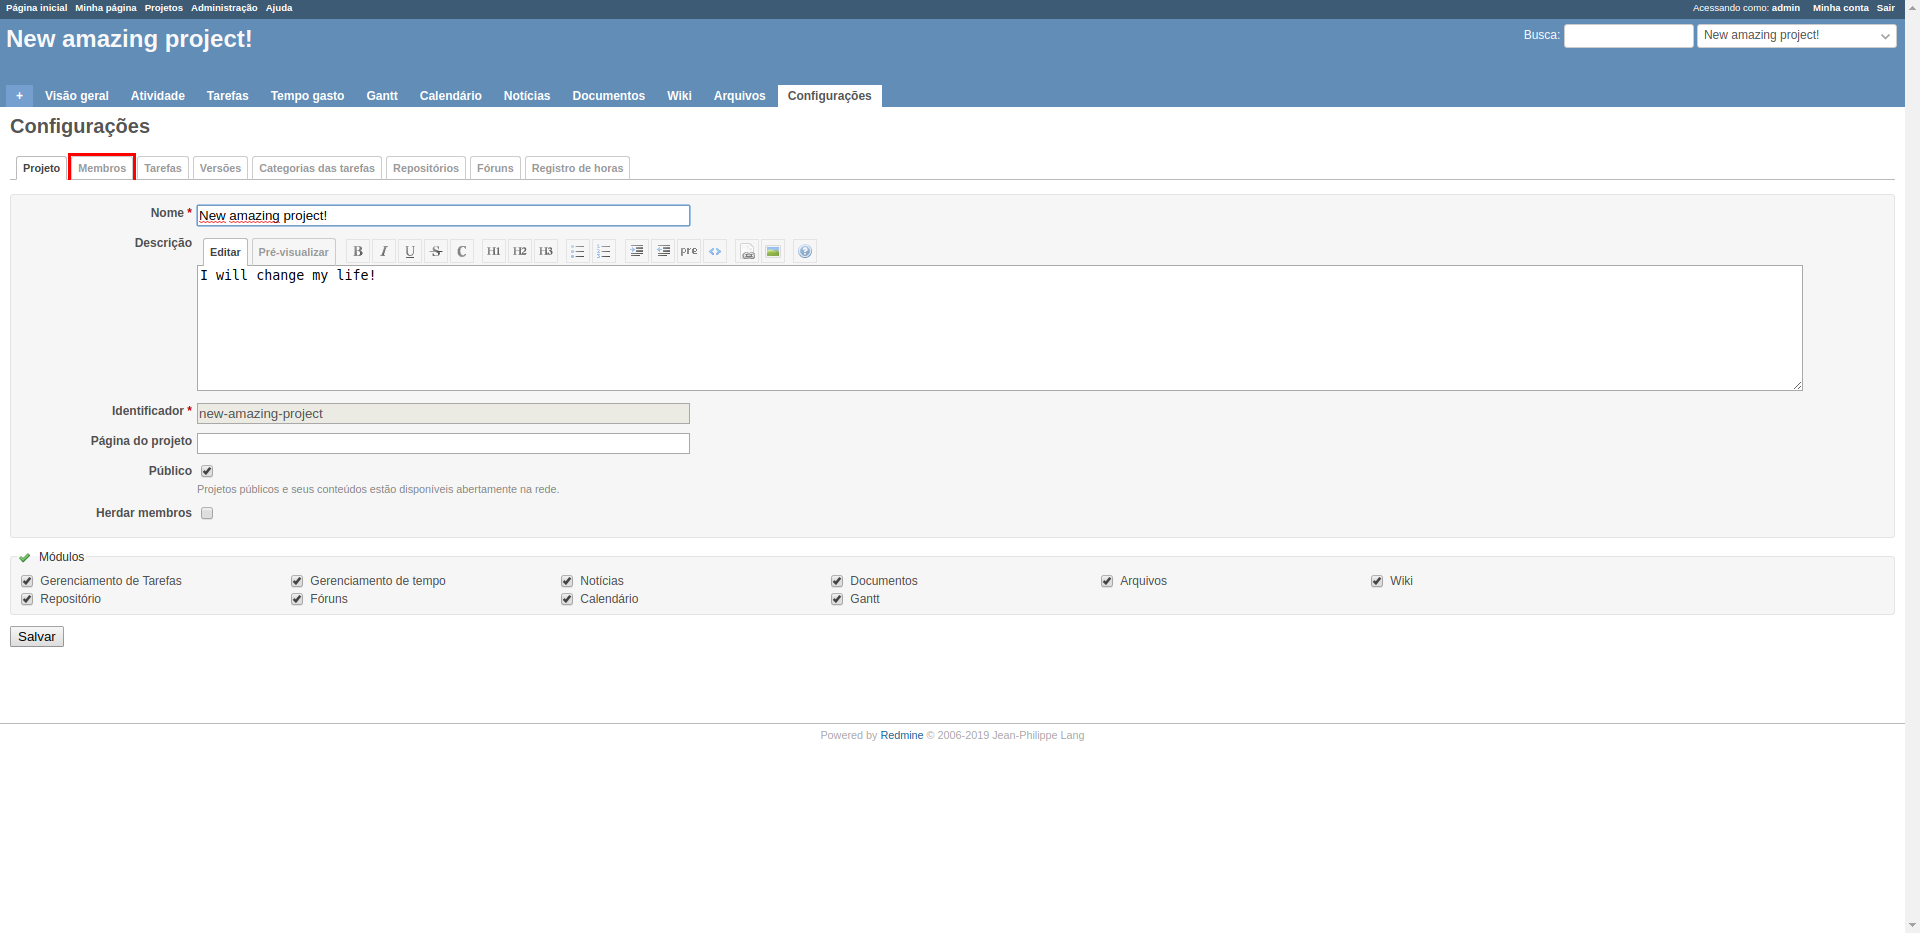 Página inicial Minha página Projetos Administração Ajuda Acessando como: admin Minha conta Sair
New amazing project! Busca: New amazing project!
+ Visão geral Atividade Tarefas Tempo gasto Gantt Calendário Notícias Documentos Wiki Arquivos Configurações
Configurações
Projeto Membros Tarefas Versões Categorias das tarefas Repositórios Fóruns Registro de horas
Nome * New amazing project!
Descrição Editar Pré-visualizar B I U S C H1 H2 H3 pre <>
I will change my life!
Identificador * new-amazing-project
Página do projeto
Público
Projetos públicos e seus conteúdos estão disponíveis abertamente na rede.
Herdar membros
Módulos
Gerenciamento de Tarefas Gerenciamento de tempo Notícias Documentos Arquivos Wiki
Repositório Fóruns Calendário Gantt
Salvar
Powered by Redmine © 2006-2019 Jean-Philippe Lang